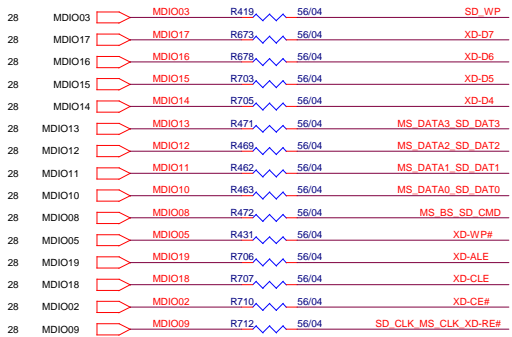 28 MDIO03 MDIO03 R419 56/04 SD_WP
28 MDIO17 MDIO17 R673 56/04 XD-D7
28 MDIO16 MDIO16 R678 56/04 XD-D6
28 MDIO15 MDIO15 R703 56/04 XD-D5
28 MDIO14 MDIO14 R705 56/04 XD-D4
28 MDIO13 MDIO13 R471 56/04 MS_DATA3_SD_DAT3
28 MDIO12 MDIO12 R469 56/04 MS_DATA2_SD_DAT2
28 MDIO11 MDIO11 R462 56/04 MS_DATA1_SD_DAT1
28 MDIO10 MDIO10 R463 56/04 MS_DATA0_SD_DAT0
28 MDIO08 MDIO08 R472 56/04 MS_BS_SD_CMD
28 MDIO05 MDIO05 R431 56/04 XD-WP#
28 MDIO19 MDIO19 R706 56/04 XD-ALE
28 MDIO18 MDIO18 R707 56/04 XD-CLE
28 MDIO02 MDIO02 R710 56/04 XD-CE#
28 MDIO09 MDIO09 R712 56/04 SD_CLK_MS_CLK_XD-RE#